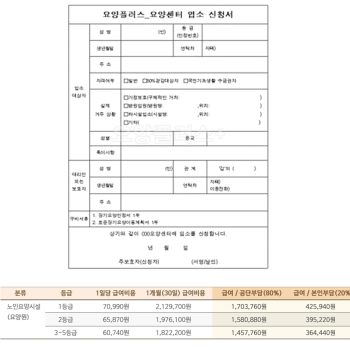 요양플러스_요양센터 입소 신청서
입소
대상자
성 명
(인)
등 급
(인정번호)
생년월일
연락처
자택)
주 소
자격여부
□일반 □50%경감대상자 □국민기초생활 수급권자
실제
거주 상황
□가정보호(구체적인 거처: )
□병원입원(병원명: ,위치: )
□타시설입소(시설명: ,위치: )
□기타( )
성별
종교
특이사항
대리인
또는
보호자
성 명
(인)
관 계
'갑'의 ( )
생년월일
연락처
자택)
이동전화)
주 소
구비서류
1. 장기요양인정서 1부
2. 표준장기요양이용계획서 1부
상기와 같이 OOO요양센터에 입소를 신청합니다.
년 월 일
주보호자(신청자) (서명/날인)
분류 등급 1일당 급여비용 1개월(30일) 급여비용 급여 / 공단부담(80%) 급여 / 본인부담(20%
노인요양시설
(요양원)
1등급 70,990원 2,129,700원 1,703,760원 425,940원
2등급 65,870원 1,976,100원 1,580,880원 395,220원
3~5등급 60,740원 1,822,200원 1,457,760원 364,440원